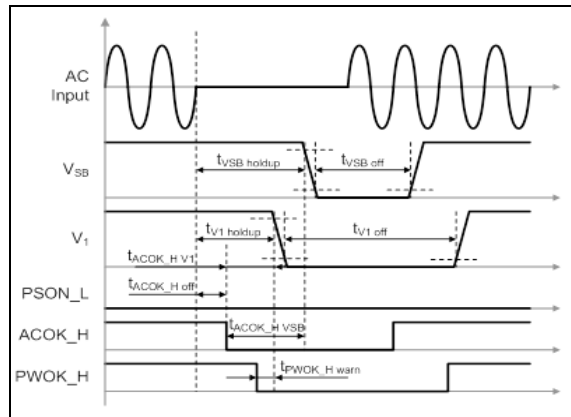 AC
Input
tVSB holdup
tVSB off
VSB
tV1 holdup
tV1 off
V1
tACOK_H V1
tACOK_H off
PSON_L
tACOK_H VSB
ACOK_H
tPWOK_H warn
PWOK_H